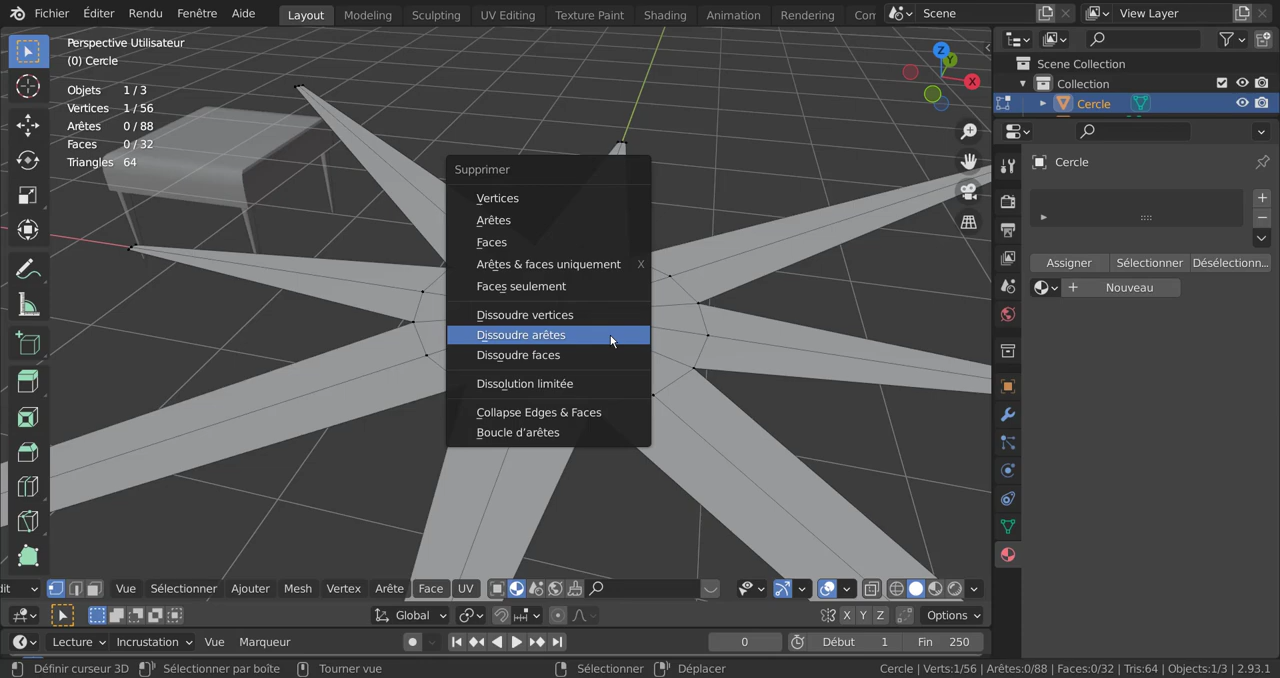 Fichier Éditer Rendu Fenêtre Aide Layout Modeling Sculpting UV Editing Texture Paint Shading Animation Rendering Con Scene View Layer
Perspective Utilisateur
(0) Cercle
Objets 1 / 3
Vertices 1 / 56
Arêtes 0 / 88
Faces 0 / 32
Triangles 64
Z
Y
X
Supprimer
Vertices
Arêtes
Faces
Arêtes & faces uniquement X
Faces seulement
Dissoudre vertices
Dissoudre arêtes
Dissoudre faces
Dissolution limitée
Collapse Edges & Faces
Boucle d’arêtes
Scene Collection
Collection
Cercle
Cercle
Assigner Sélectionner Désélectionn...
Nouveau
dit Vue Sélectionner Ajouter Mesh Vertex Arête Face UV
Global X Y Z Options
Lecture Incrustation Vue Marqueur 0 Début 1 Fin 250
Définir curseur 3D Sélectionner par boîte Tourner vue Sélectionner Déplacer Cercle | Verts:1/56 | Arêtes:0/88 | Faces:0/32 | Tris:64 | Objects:1/3 | 2.93.1